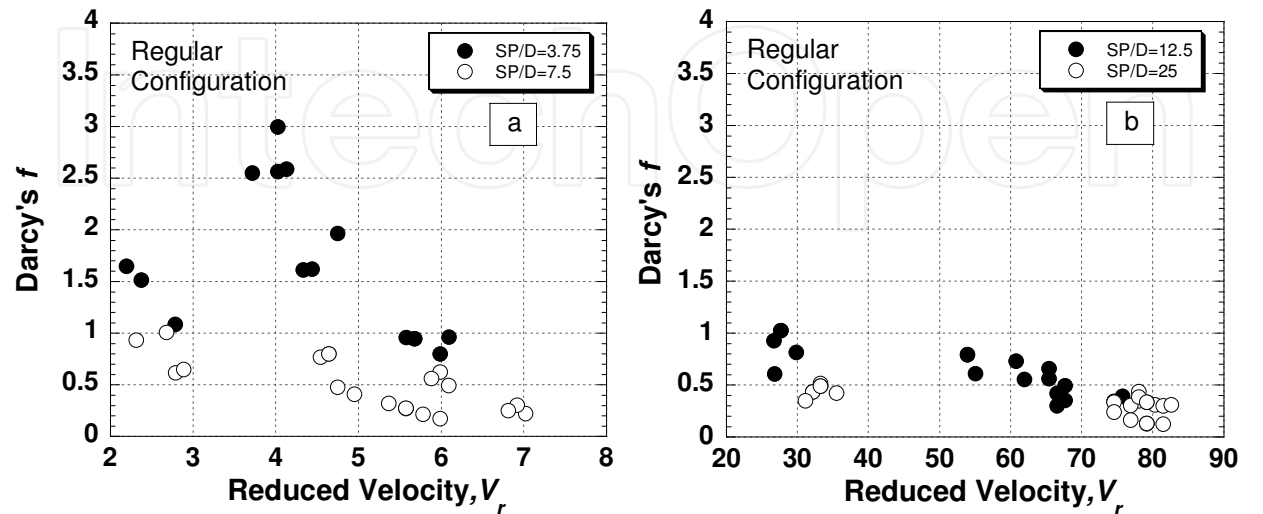 4
3.5
3
2.5
2
1.5
1
0.5
0
Darcy's f
Regular
Configuration
SP/D=3.75
SP/D=7.5
a
2 3 4 5 6 7 8
Reduced Velocity,Vr
4
3.5
3
2.5
2
1.5
1
0.5
0
Darcy's f
Regular
Configuration
SP/D=12.5
SP/D=25
b
20 30 40 50 60 70 80 90
Reduced Velocity,Vr
IntechOpen